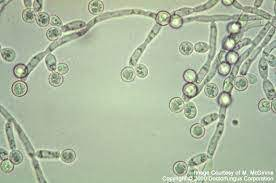 Image Courtesy of M. McGinnis
Copyright © 2000 Doctorfungus Corporation